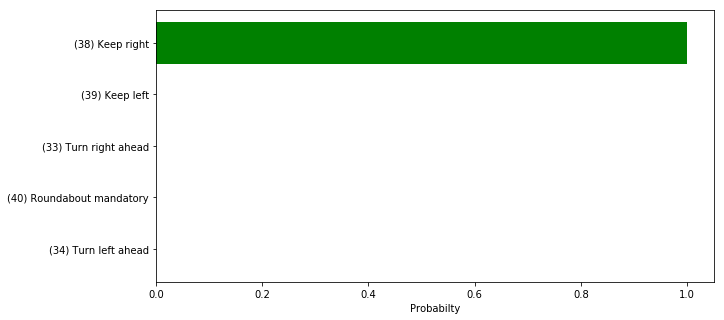 (38) Keep right
(39) Keep left
(33) Turn right ahead
(40) Roundabout mandatory
(34) Turn left ahead
0.0 0.2 0.4 0.6 0.8 1.0
Probabilty